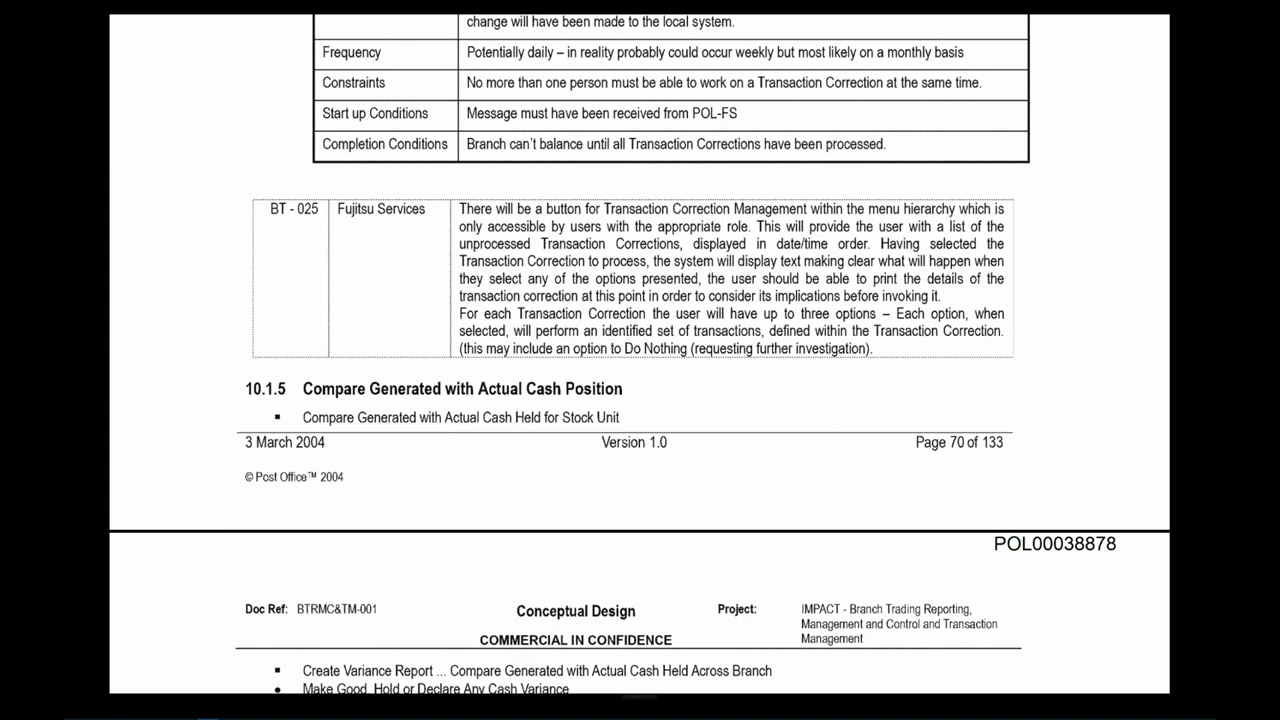 change will have been made to the local system.
Frequency Potentially daily – in reality probably could occur weekly but most likely on a monthly basis
Constraints No more than one person must be able to work on a Transaction Correction at the same time.
Start up Conditions Message must have been received from POL-FS
Completion Conditions Branch can't balance until all Transaction Corrections have been processed.
BT - 025 Fujitsu Services There will be a button for Transaction Correction Management within the menu hierarchy which is
only accessible by users with the appropriate role. This will provide the user with a list of the
unprocessed Transaction Corrections, displayed in date/time order. Having selected the
Transaction Correction to process, the system will display text making clear what will happen when
they select any of the options presented, the user should be able to print the details of the
transaction correction at this point in order to consider its implications before invoking it.
For each Transaction Correction the user will have up to three options – Each option, when
selected, will perform an identified set of transactions, defined within the Transaction Correction.
(this may include an option to Do Nothing (requesting further investigation).
10.1.5 Compare Generated with Actual Cash Position
▪ Compare Generated with Actual Cash Held for Stock Unit
3 March 2004 Version 1.0 Page 70 of 133
© Post Office™ 2004
POL00038878
Doc Ref: BTRMC&TM-001 Conceptual Design Project: IMPACT - Branch Trading Reporting,
Management and Control and Transaction
COMMERCIAL IN CONFIDENCE Management
▪ Create Variance Report ... Compare Generated with Actual Cash Held Across Branch
• Make Good, Hold or Declare Any Cash Variance